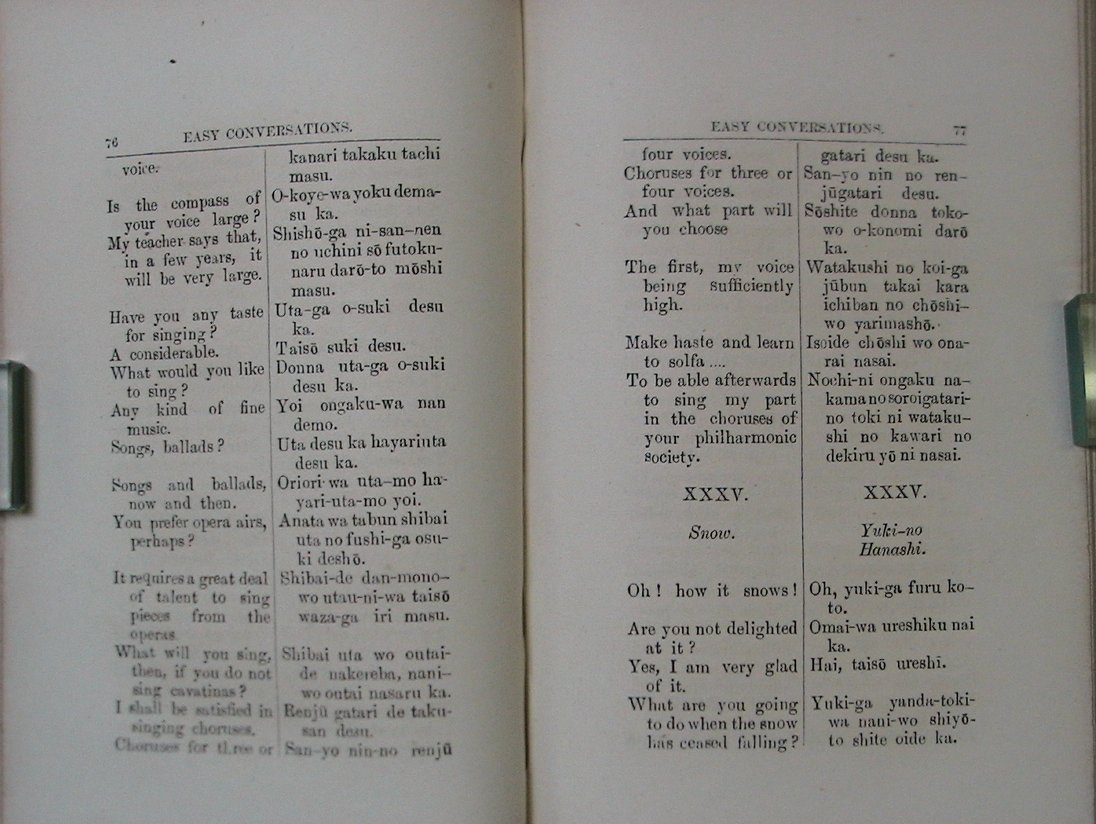 76
EASY CONVERSATIONS.
voice.
Is the compass of
your voice large?
My teacher says that,
in a few years, it
will be very large.
Have you any taste
for singing?
A considerable.
What would you like
to sing?
Any kind of fine
music.
Songs, ballads?
Songs and ballads,
now and then.
You prefer opera airs,
perhaps?
It requires a great deal
of talent to sing
pieces from the
operas
What will you sing,
then, if you do not
sing cavatinas?
I shall be satisfied in
singing choruses.
Choruses for three or
kanari takaku tachi
masu.
O-koye-wa yoku dema-
su ka.
Shishō-ga ni-san-nen
no uchini sō futoku-
naru darō-to mōshi
masu.
Uta-ga o-suki desu
ka.
Taisō suki desu.
Donna uta-ga o-suki
desu ka.
Yoi ongaku-wa nan
demo.
Uta desu ka hayariuta
desu ka.
Oriori wa uta-mo ha-
yari-uta-mo yoi.
Anata wa tabun shibai
uta no fushi-ga osu-
ki deshō.
Shibai-de dan-mono-
wo utau-ni-wa taisō
waza-ga iri masu.
Shibai uta wo outai-
de nakereba, nani-
wo outai nasaru ka.
Renjū gatari de taku-
san desu.
San-yo nin-no renjū
EASY CONVERSATIONS.
77
four voices.
Choruses for three or
four voices.
And what part will
you choose
The first, my voice
being sufficiently
high.
Make haste and learn
to solfa ....
To be able afterwards
to sing my part
in the choruses of
your philharmonic
society.
XXXV.
Snow.
Oh! how it snows!
Are you not delighted
at it?
Yes, I am very glad
of it.
What are you going
to do when the snow
has ceased falling?
gatari desu ka.
San-yo nin no ren-
jūgatari desu.
Sōshite donna toko-
wo o-konomi darō
ka.
Watakushi no koi-ga
jūbun takai kara
ichiban no chōshi-
wo yarimashō.
Isoide chōshi wo ona-
rai nasai.
Nochi-ni ongaku na-
kama no soroigatari-
no toki ni wataku-
shi no kawari no
dekiru yō ni nasai.
XXXV.
Yuki-no
Hanashi.
Oh, yuki-ga furu ko-
to.
Omai-wa ureshiku nai
ka.
Hai, taisō ureshi.
Yuki-ga yanda-toki-
wa nani-wo shiyō-
to shite oide ka.